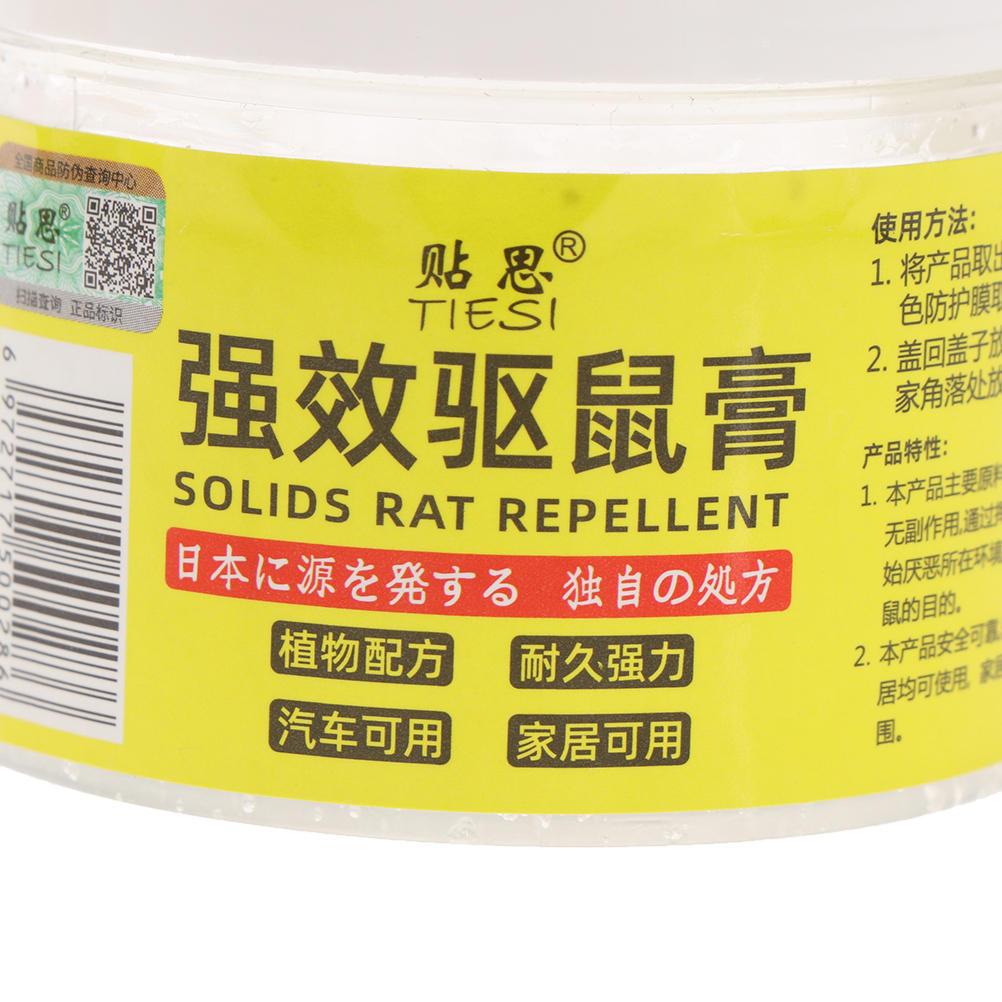 全国商品防伪查询中心
贴思®
TIESI
扫描查询 正品标识
6 972717 500286
贴思®
TIESI
强效驱鼠膏
SOLIDS RAT REPELLENT
日本に源を発する 独自の処方
植物配方
耐久强力
汽车可用
家居可用
使用方法:
1. 将产品取出
色防护膜取
2. 盖回盖子放
家角落处放
产品特性:
1. 本产品主要原料
无副作用,通过
始厌恶所在环境
鼠的目的。
2. 本产品安全可靠
居均可使用。家居
围。